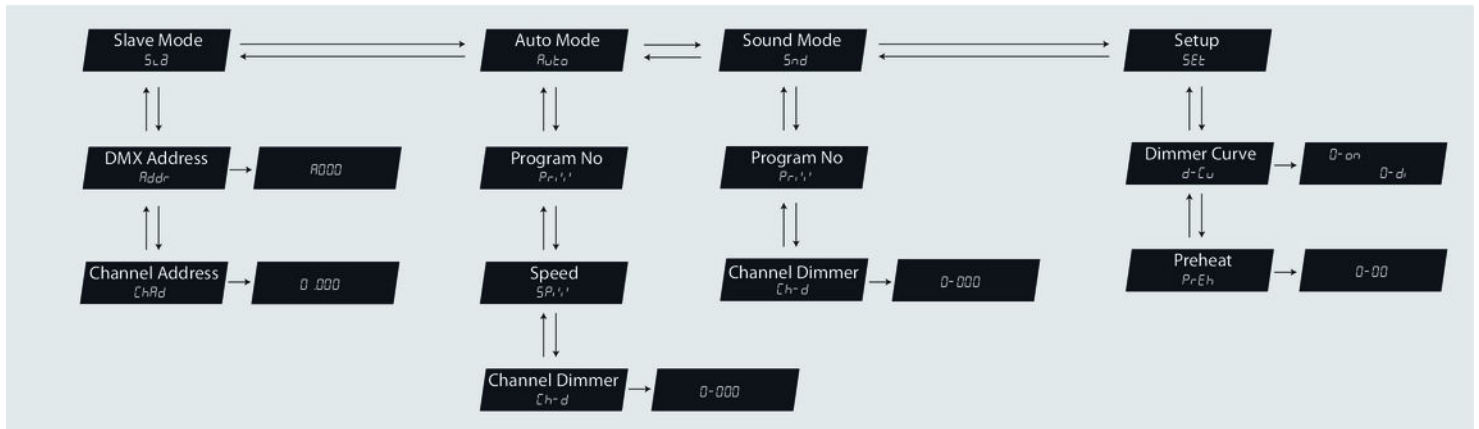 Slave Mode
SLA
Auto Mode
Auto
Sound Mode
Snd
Setup
SEt
DMX Address
Addr
A000
Program No
Program No
Dimmer Curve
d-Cu
0-on
0-di
Channel Address
ChAd
0.000
Speed
Channel Dimmer
Ch-d
0-000
Preheat
PrEh
0-00
Channel Dimmer
Ch-d
0-000